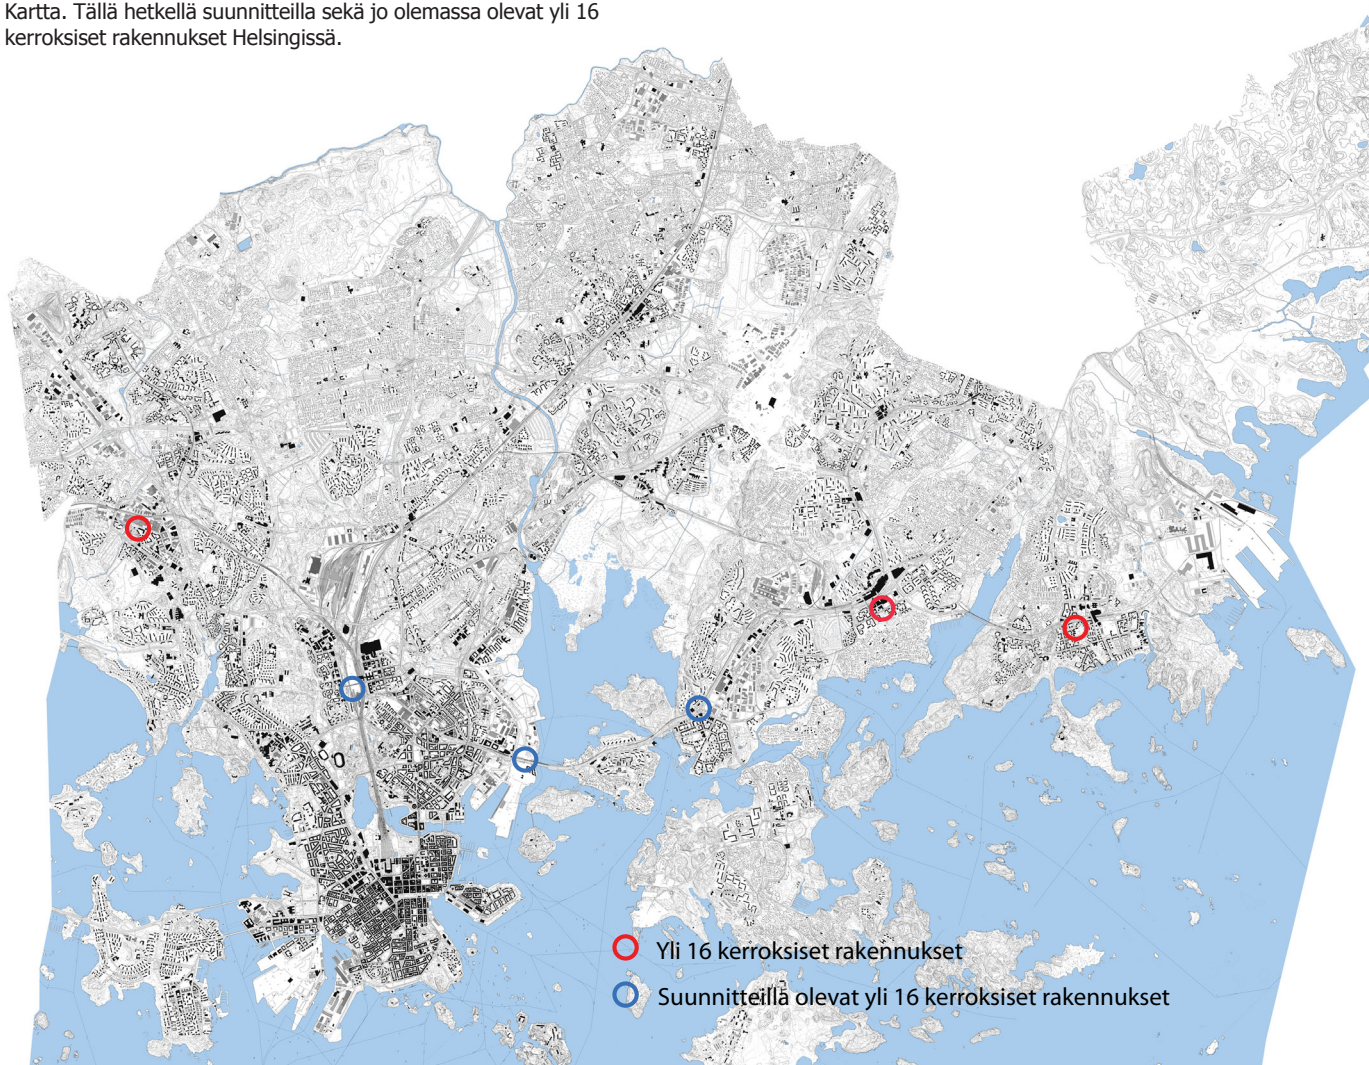 Kartta. Tällä hetkellä suunnitteilla sekä jo olemassa olevat yli 16
kerroksiset rakennukset Helsingissä.
Yli 16 kerroksiset rakennukset
Suunnitteillä olevat yli 16 kerroksiset rakennukset